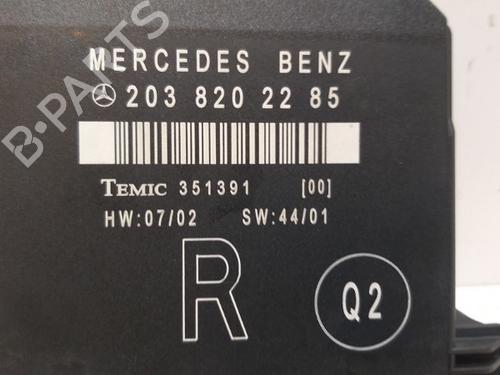 MERCEDES BENZ
203 820 22 85
TEMIC 351391 [00]
HW:07/02 SW:44/01
R
Q2
B-PARTS